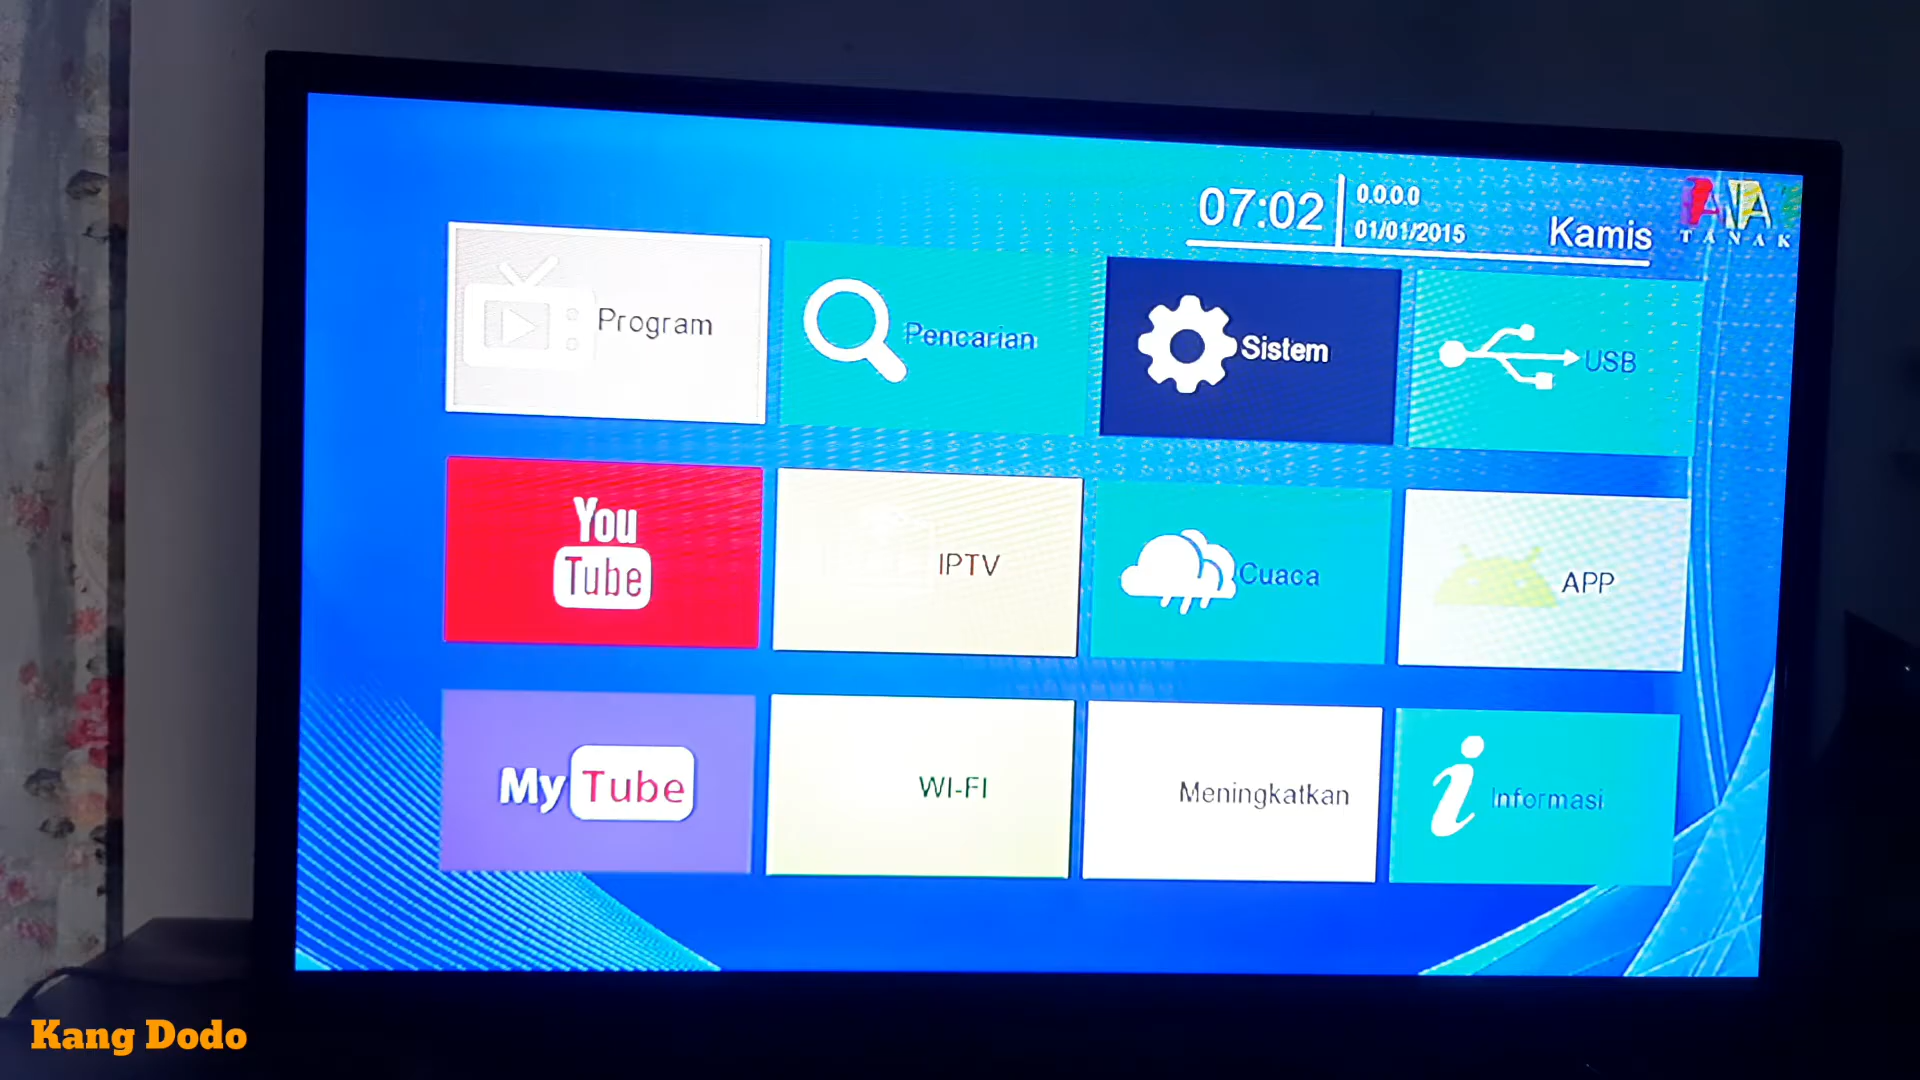 07:02
0.0.0.0
01/01/2015
Kamis
TANAKA
Program
Pencarian
Sistem
USB
You
Tube
IPTV
Cuaca
APP
My Tube
WI-FI
Meningkatkan
Informasi
Kang Dodo